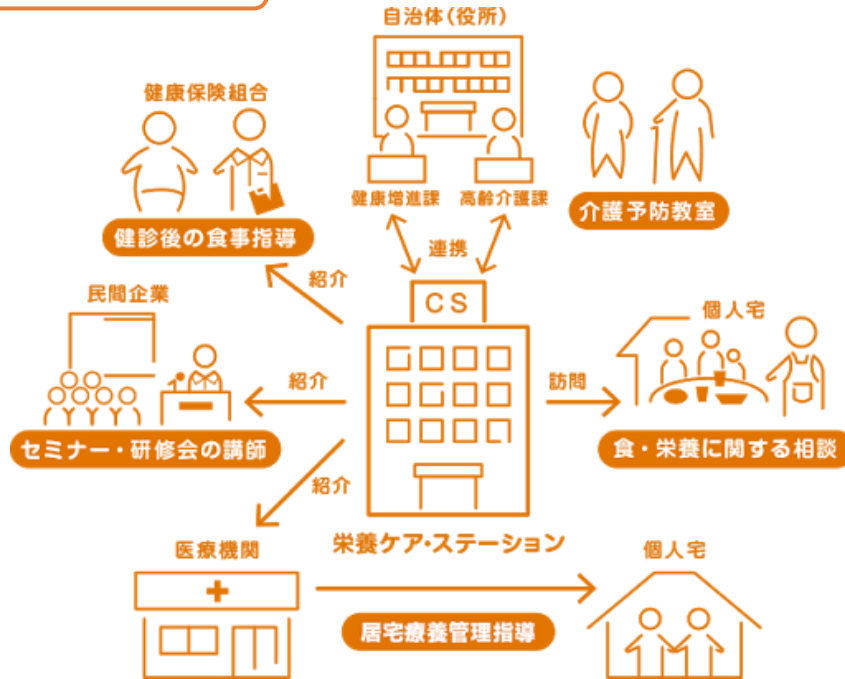 自治体（役所）
健康保険組合
健康増進課
高齢介護課
介護予防教室
健診後の食事指導
連携
紹介
民間企業
CS
個人宅
紹介
訪問
セミナー・研修会の講師
食・栄養に関する相談
紹介
医療機関
栄養ケア・ステーション
個人宅
居宅療養管理指導